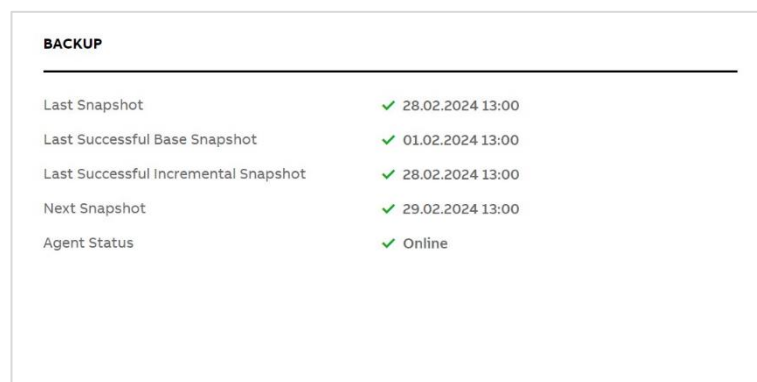 BACKUP
Last Snapshot ✓ 28.02.2024 13:00
Last Successful Base Snapshot ✓ 01.02.2024 13:00
Last Successful Incremental Snapshot ✓ 28.02.2024 13:00
Next Snapshot ✓ 29.02.2024 13:00
Agent Status ✓ Online